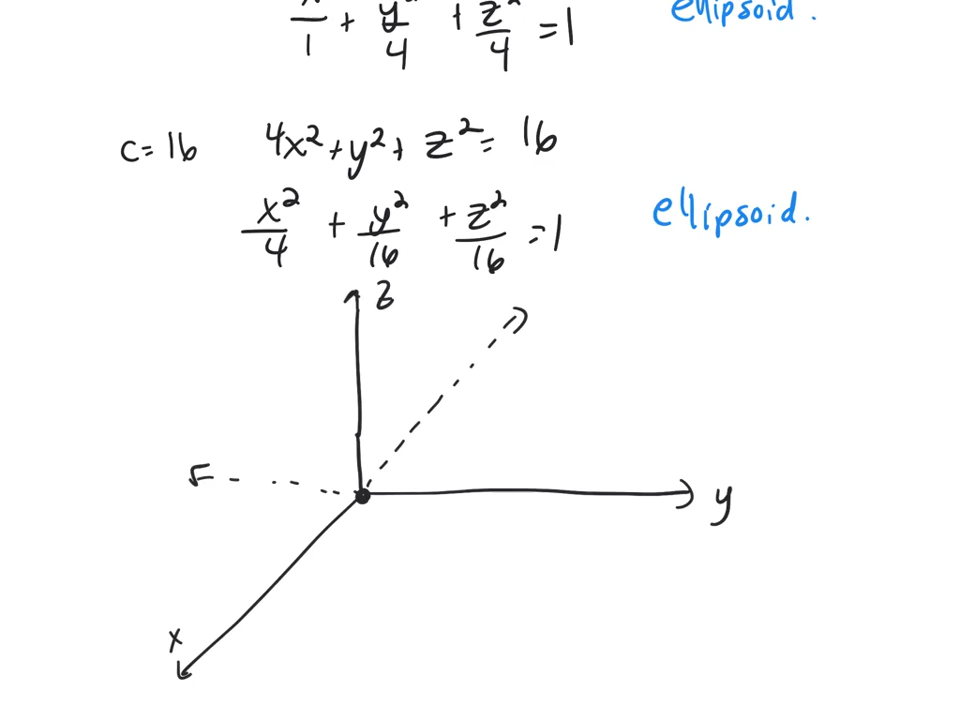 x²/1 + y²/4 + z²/4 = 1 ellipsoid.
c = 16 4x² + y² + z² = 16
x²/4 + y²/16 + z²/16 = 1 ellipsoid.
z
y
x